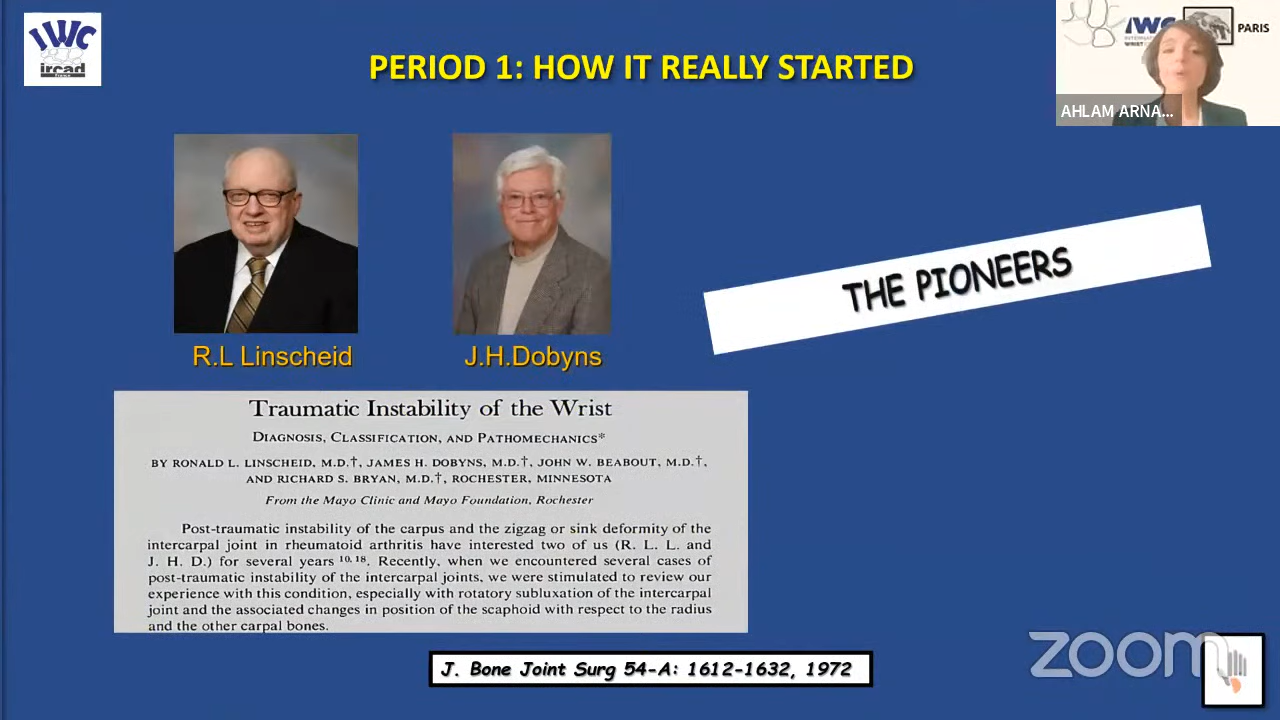 IWC
ircad
France
PERIOD 1: HOW IT REALLY STARTED
IWC
PARIS
AHLAM ARNA...
THE PIONEERS
R.L Linscheid
J.H.Dobyns
Traumatic Instability of the Wrist
DIAGNOSIS, CLASSIFICATION, AND PATHOMECHANICS*
BY RONALD L. LINSCHEID, M.D.†, JAMES H. DOBYNS, M.D.†, JOHN W. BEABOUT, M.D.†,
AND RICHARD S. BRYAN, M.D.†, ROCHESTER, MINNESOTA
From the Mayo Clinic and Mayo Foundation, Rochester
Post-traumatic instability of the carpus and the zigzag or sink deformity of the
intercarpal joint in rheumatoid arthritis have interested two of us (R. L. L. and
J. H. D.) for several years 10, 18. Recently, when we encountered several cases of
post-traumatic instability of the intercarpal joints, we were stimulated to review our
experience with this condition, especially with rotatory subluxation of the intercarpal
joint and the associated changes in position of the scaphoid with respect to the radius
and the other carpal bones.
J. Bone Joint Surg 54-A: 1612-1632, 1972
zoom